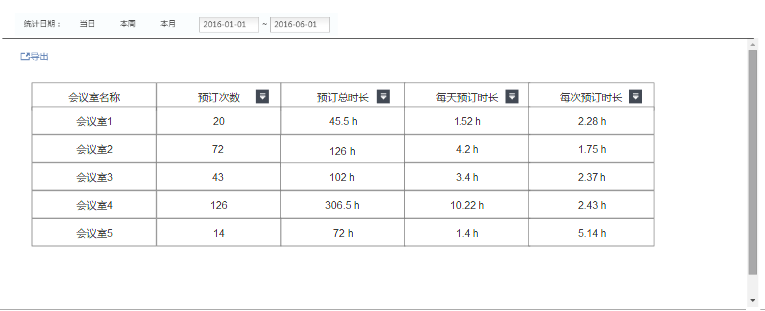 统计日期： 当日 本周 本月 2016-01-01 ~ 2016-06-01
导出
会议室名称 预订次数 预订总时长 每天预订时长 每次预订时长
会议室1 20 45.5 h 1.52 h 2.28 h
会议室2 72 126 h 4.2 h 1.75 h
会议室3 43 102 h 3.4 h 2.37 h
会议室4 126 306.5 h 10.22 h 2.43 h
会议室5 14 72 h 1.4 h 5.14 h